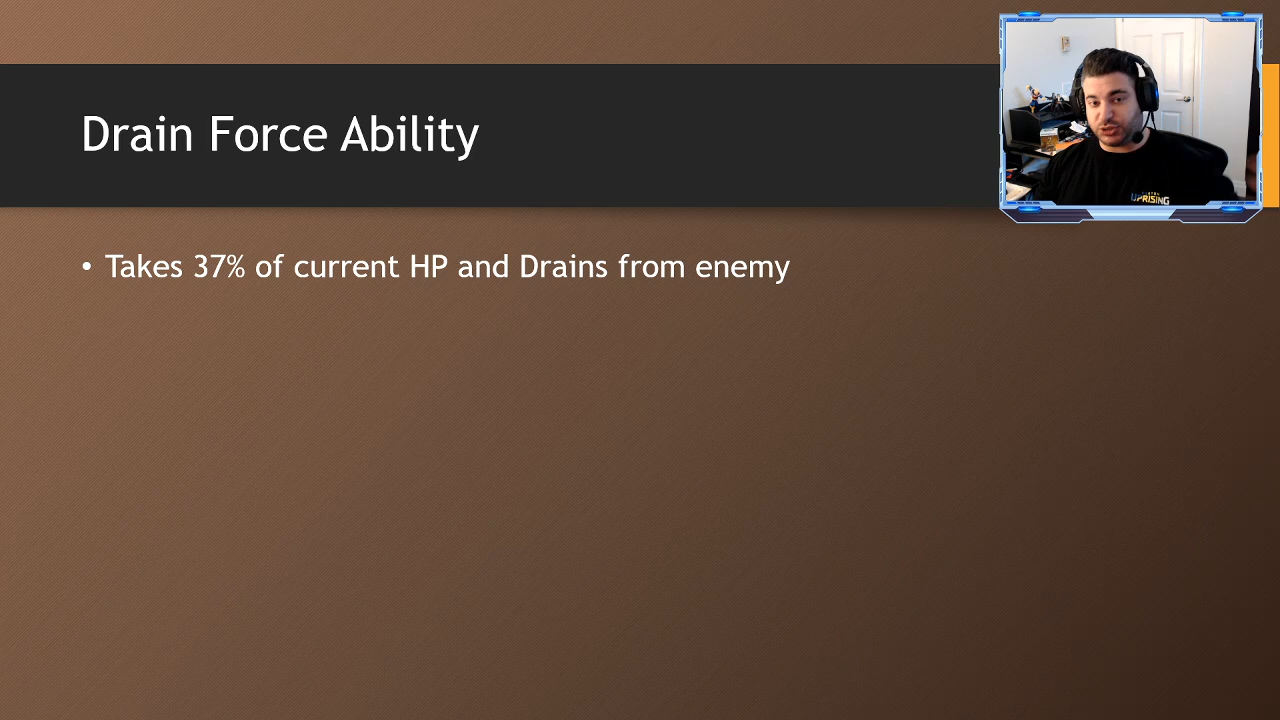 Drain Force Ability
• Takes 37% of current HP and Drains from enemy
UPRISING